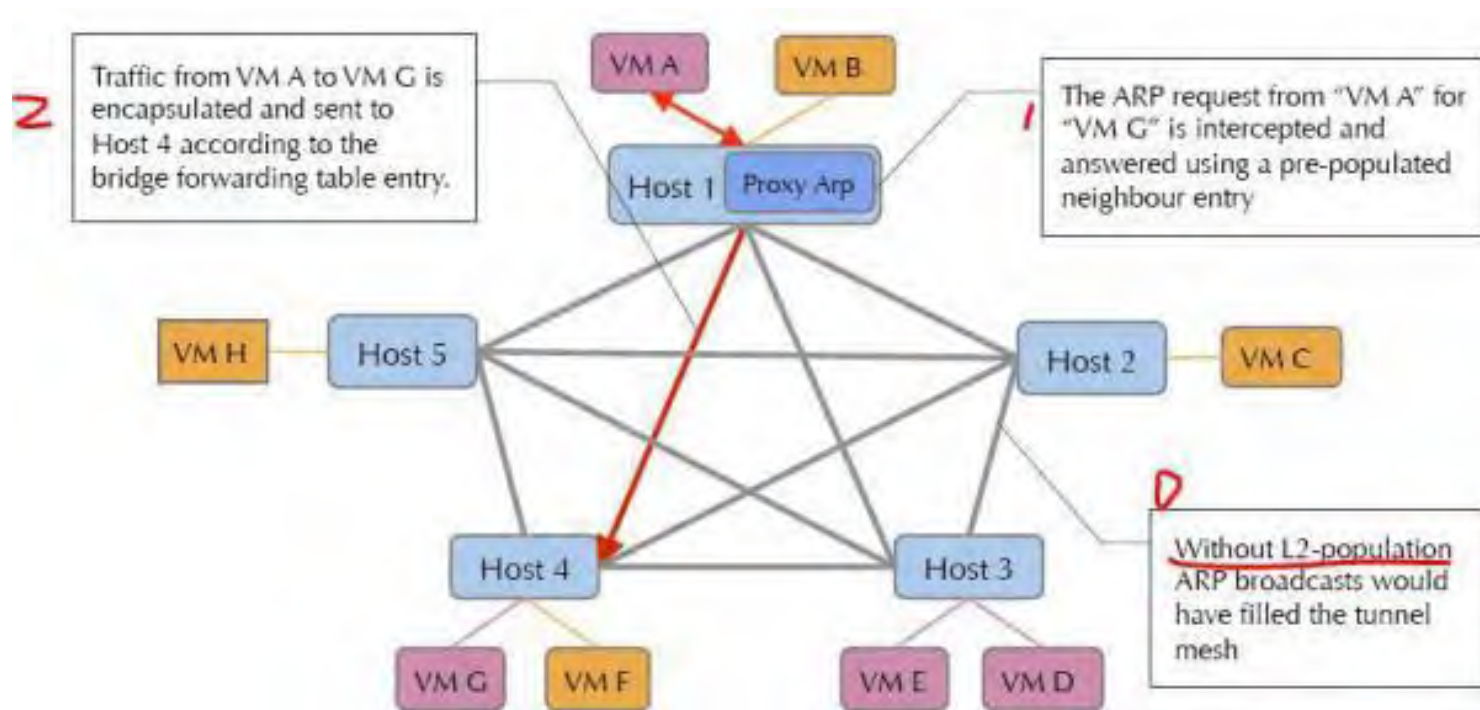 2
Traffic from VM A to VM G is
encapsulated and sent to
Host 4 according to the
bridge forwarding table entry.
VM A
VM B
1
The ARP request from “VM A” for
“VM G” is intercepted and
answered using a pre-populated
neighbour entry
Host 1
Proxy Arp
VM H
Host 5
Host 2
VM C
0
Without L2-population
ARP broadcasts would
have filled the tunnel
mesh
Host 4
Host 3
VM G
VM F
VM E
VM D